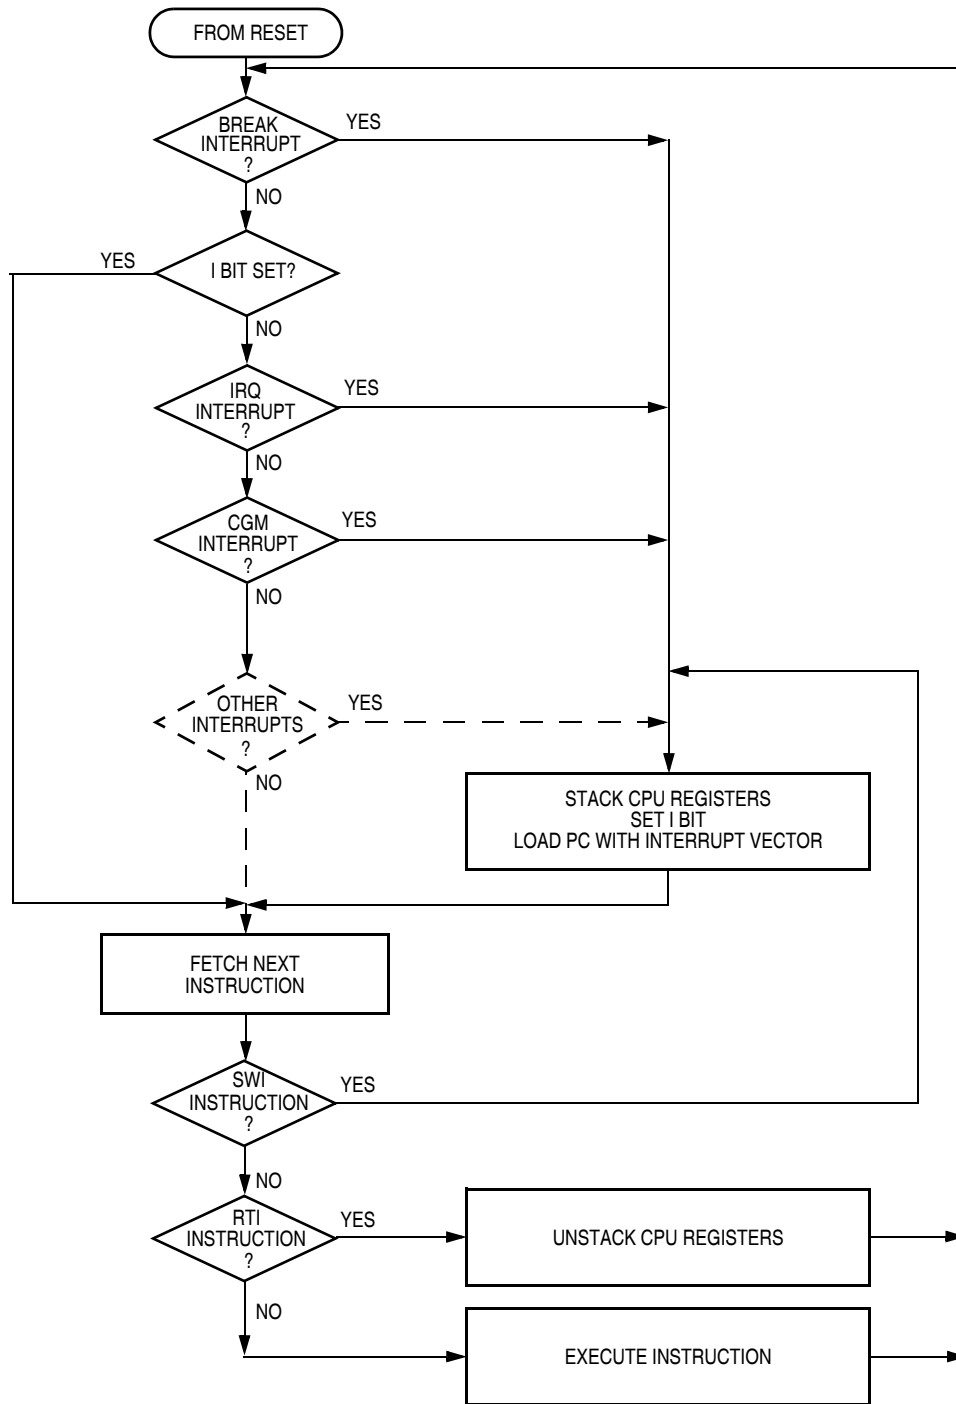 FROM RESET
BREAK
INTERRUPT
?
YES
NO
I BIT SET?
YES
NO
IRQ
INTERRUPT
?
YES
NO
CGM
INTERRUPT
?
YES
NO
OTHER
INTERRUPTS
?
YES
NO
STACK CPU REGISTERS
SET I BIT
LOAD PC WITH INTERRUPT VECTOR
FETCH NEXT
INSTRUCTION
SWI
INSTRUCTION
?
YES
NO
RTI
INSTRUCTION
?
YES
UNSTACK CPU REGISTERS
NO
EXECUTE INSTRUCTION